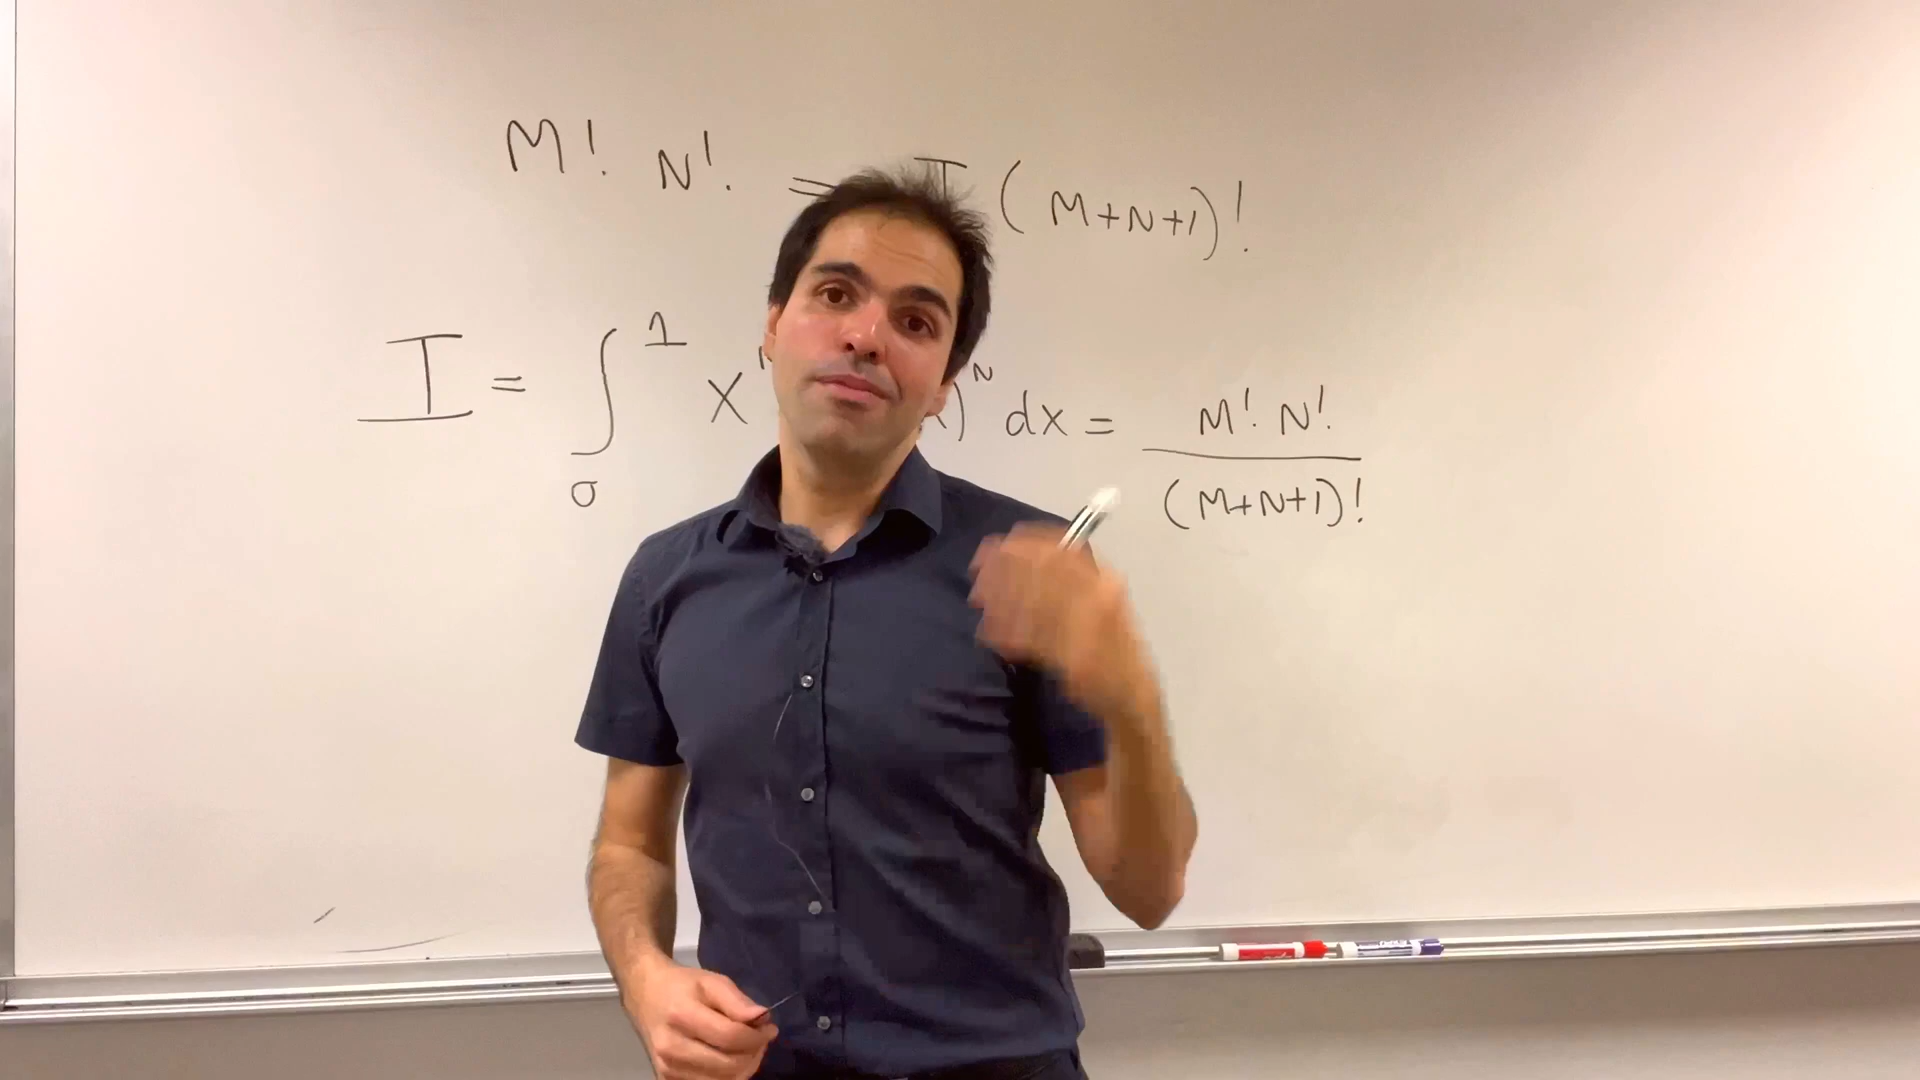 M! N! = I (M+N+1)!
I = ∫₀¹ x )ᴺ dx = M! N! / (M+N+1)!